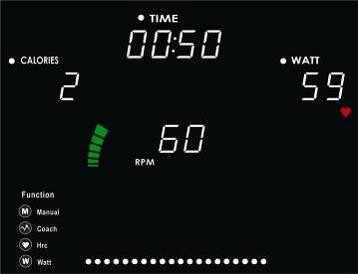 TIME
00:50
CALORIES
WATT
2
59
60
RPM
Function
M Manual
Coach
Hrc
W Watt